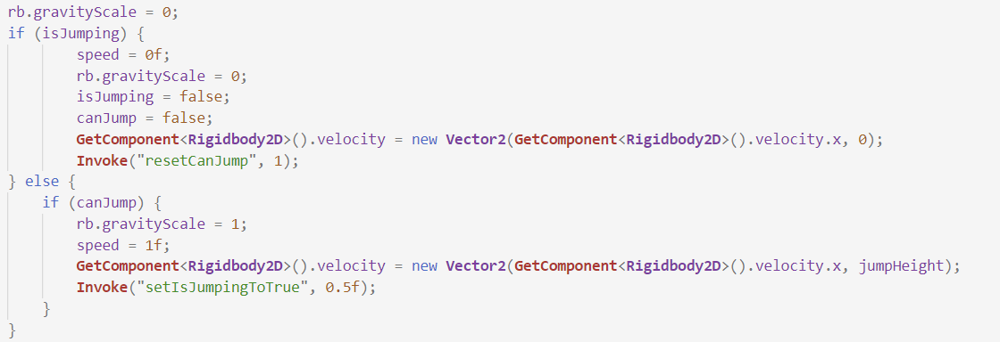 rb.gravityScale = 0;
if (isJumping) {
speed = 0f;
rb.gravityScale = 0;
isJumping = false;
canJump = false;
GetComponent<Rigidbody2D>().velocity = new Vector2(GetComponent<Rigidbody2D>().velocity.x, 0);
Invoke("resetCanJump", 1);
} else {
if (canJump) {
rb.gravityScale = 1;
speed = 1f;
GetComponent<Rigidbody2D>().velocity = new Vector2(GetComponent<Rigidbody2D>().velocity.x, jumpHeight);
Invoke("setIsJumpingToTrue", 0.5f);
}
}